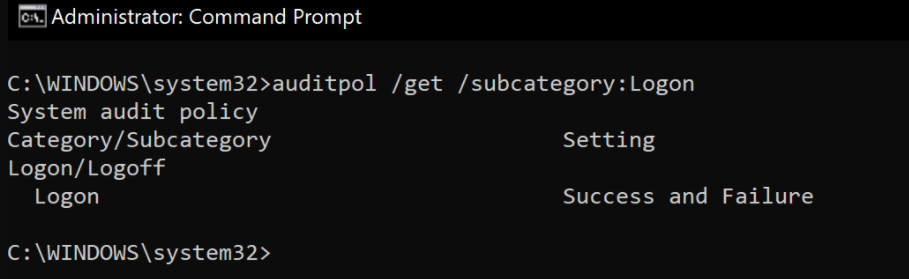 Administrator: Command Prompt
C:\WINDOWS\system32>auditpol /get /subcategory:Logon
System audit policy
Category/Subcategory                      Setting
Logon/Logoff
  Logon                                   Success and Failure
C:\WINDOWS\system32>